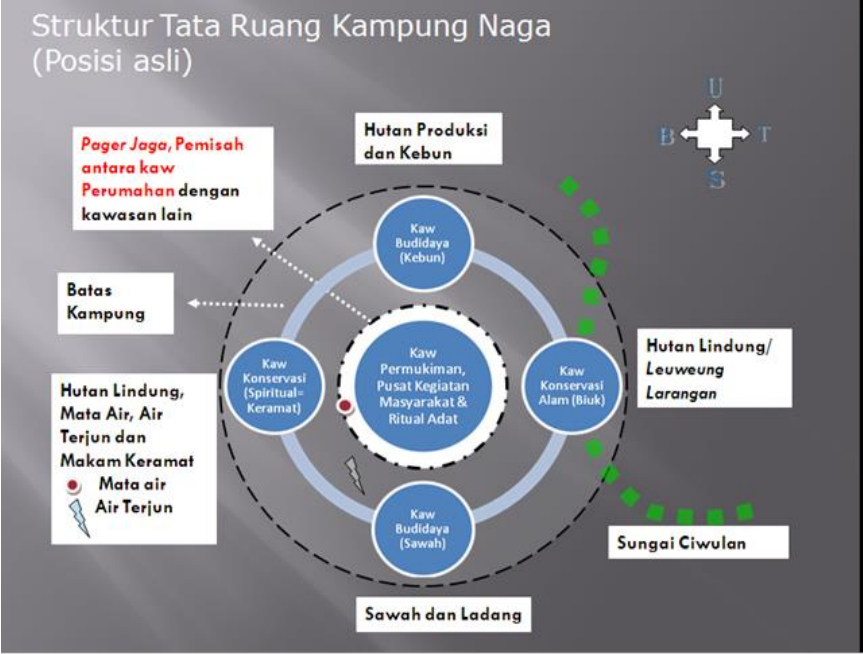 Struktur Tata Ruang Kampung Naga
(Posisi asli)
U
B
T
S
Pager Jaga, Pemisah
antara kaw
Perumahan dengan
kawasan lain
Hutan Produksi
dan Kebun
Kaw
Budidaya
(Kebun)
Batas
Kampung
Kaw
Konservasi
(Spiritual=
Keramat)
Kaw
Permukiman,
Pusat Kegiatan
Masyarakat &
Ritual Adat
Kaw
Konservasi
Alam (Biuk)
Hutan Lindung/
Leuweung
Larangan
Hutan Lindung,
Mata Air, Air
Terjun dan
Makam Keramat
Mata air
Air Terjun
Kaw
Budidaya
(Sawah)
Sungai Ciwulan
Sawah dan Ladang